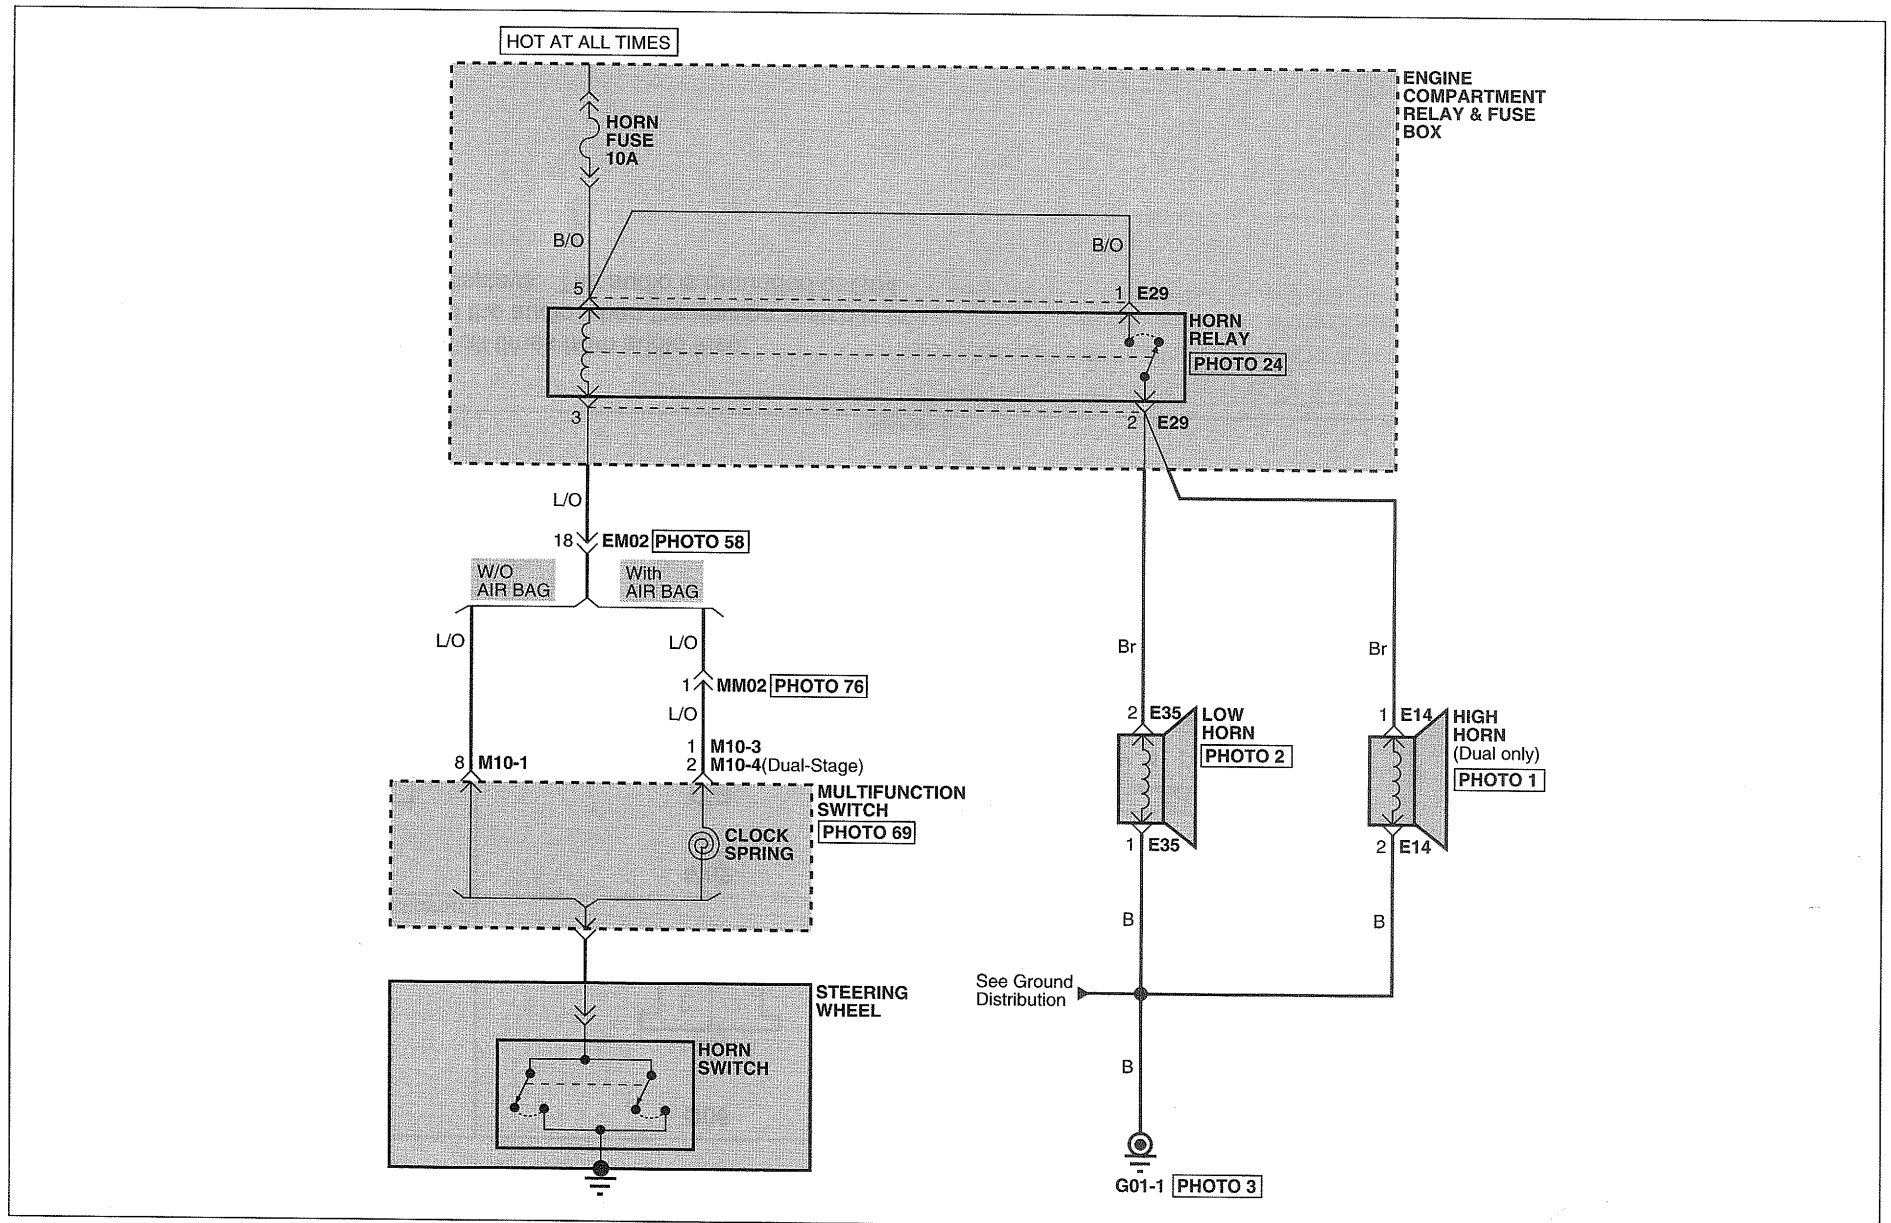 HOT AT ALL TIMES
ENGINE
COMPARTMENT
RELAY & FUSE
BOX
HORN
FUSE
10A
B/O
B/O
5
1 E29
HORN
RELAY
PHOTO 24
3
2 E29
L/O
18 EM02 PHOTO 58
W/O
AIR BAG
With
AIR BAG
L/O
L/O
Br
Br
1 MM02 PHOTO 76
L/O
2 E35
LOW
HORN
PHOTO 2
1 E14
HIGH
HORN
(Dual only)
PHOTO 1
8 M10-1
1 M10-3
2 M10-4(Dual-Stage)
MULTIFUNCTION
SWITCH
PHOTO 69
CLOCK
SPRING
1 E35
2 E14
B
B
See Ground
Distribution
STEERING
WHEEL
HORN
SWITCH
B
G01-1 PHOTO 3